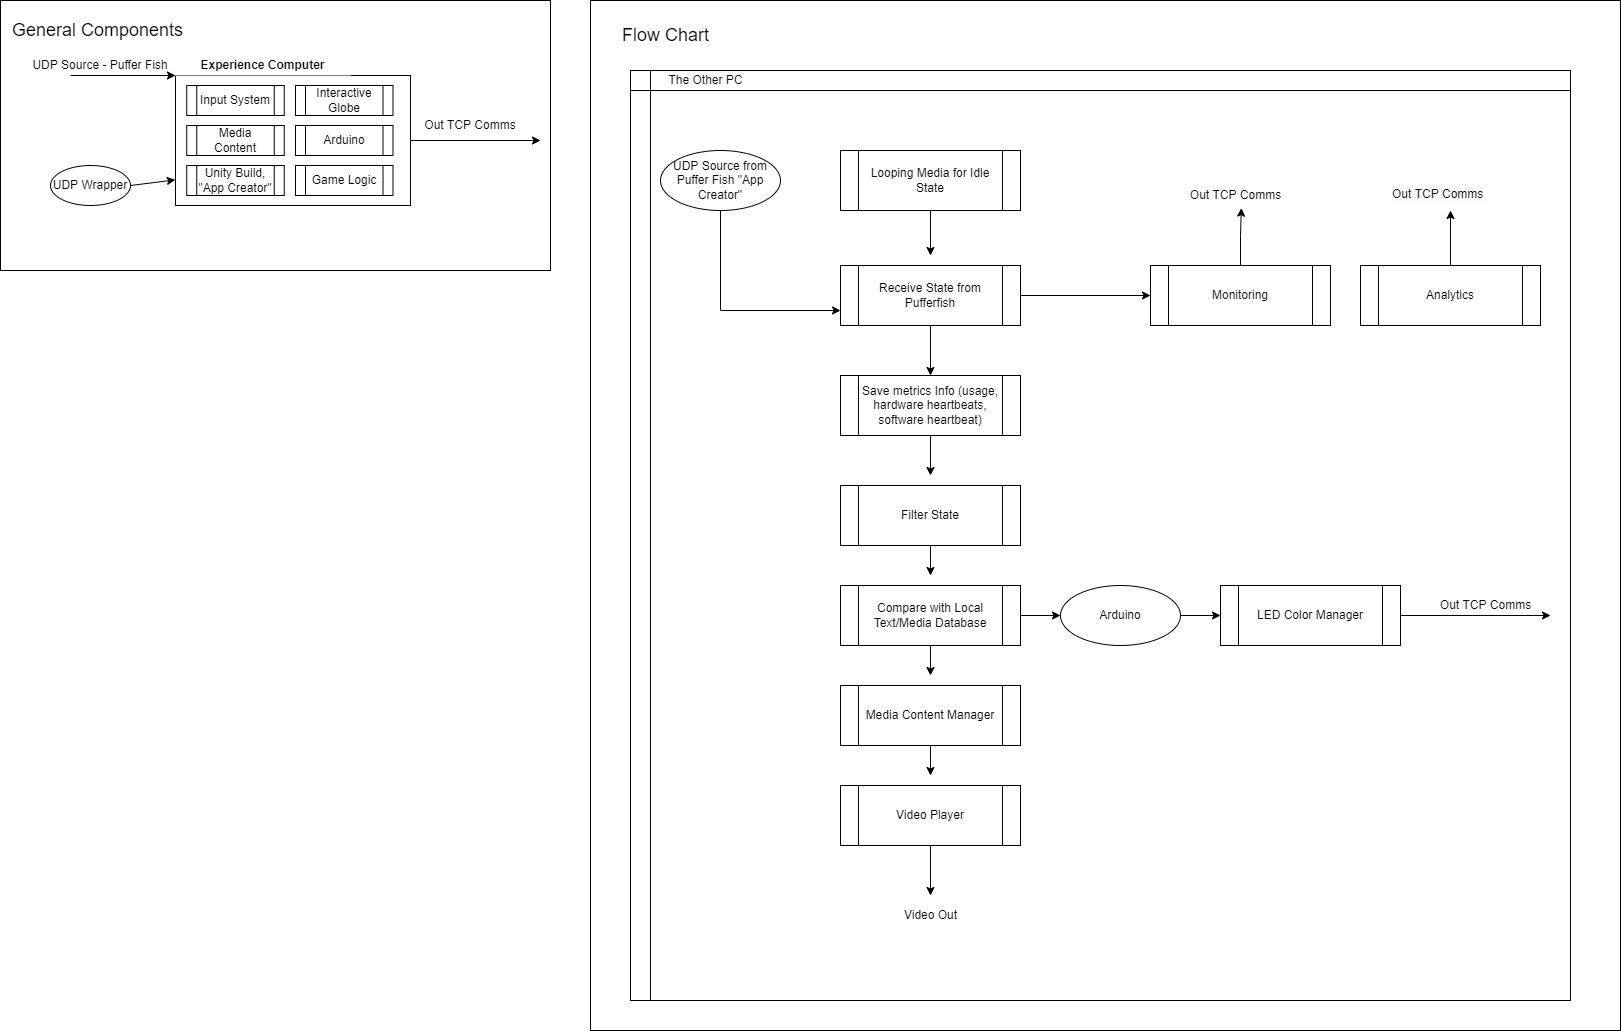 General Components
UDP Source - Puffer Fish
Experience Computer
Input System
Interactive
Globe
Media
Content
Arduino
Unity Build,
"App Creator"
Game Logic
UDP Wrapper
Out TCP Comms
Flow Chart
The Other PC
UDP Source from
Puffer Fish "App
Creator"
Looping Media for Idle
State
Out TCP Comms
Out TCP Comms
Receive State from
Pufferfish
Monitoring
Analytics
Save metrics Info (usage,
hardware heartbeats,
software heartbeat)
Filter State
Compare with Local
Text/Media Database
Arduino
LED Color Manager
Out TCP Comms
Media Content Manager
Video Player
Video Out